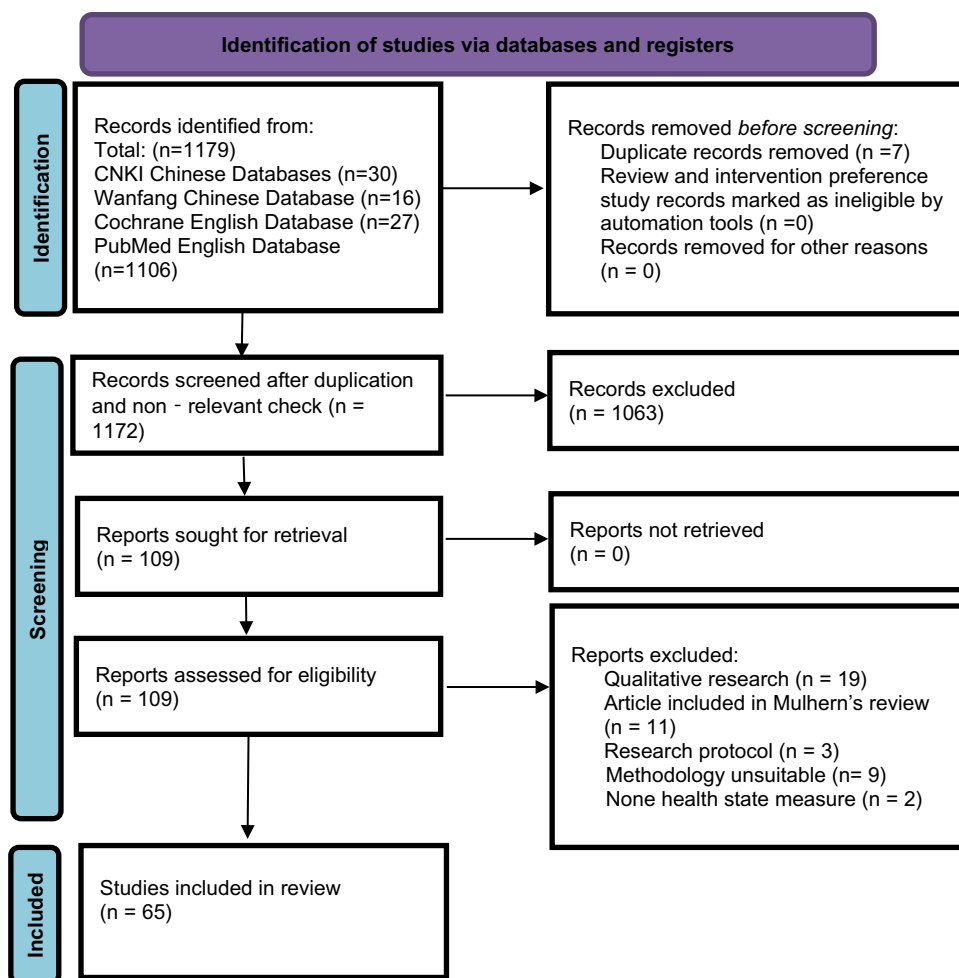 Identification of studies via databases and registers
Identification
Records identified from:
Total: (n=1179)
CNKI Chinese Databases (n=30)
Wanfang Chinese Database (n=16)
Cochrane English Database (n=27)
PubMed English Database
(n=1106)
Records removed before screening:
Duplicate records removed (n =7)
Review and intervention preference
study records marked as ineligible by
automation tools (n =0)
Records removed for other reasons
(n = 0)
Screening
Records screened after duplication
and non - relevant check (n =
1172)
Records excluded
(n = 1063)
Reports sought for retrieval
(n = 109)
Reports not retrieved
(n = 0)
Reports assessed for eligibility
(n = 109)
Reports excluded:
Qualitative research (n = 19)
Article included in Mulhern’s review
(n = 11)
Research protocol (n = 3)
Methodology unsuitable (n= 9)
None health state measure (n = 2)
Included
Studies included in review
(n = 65)